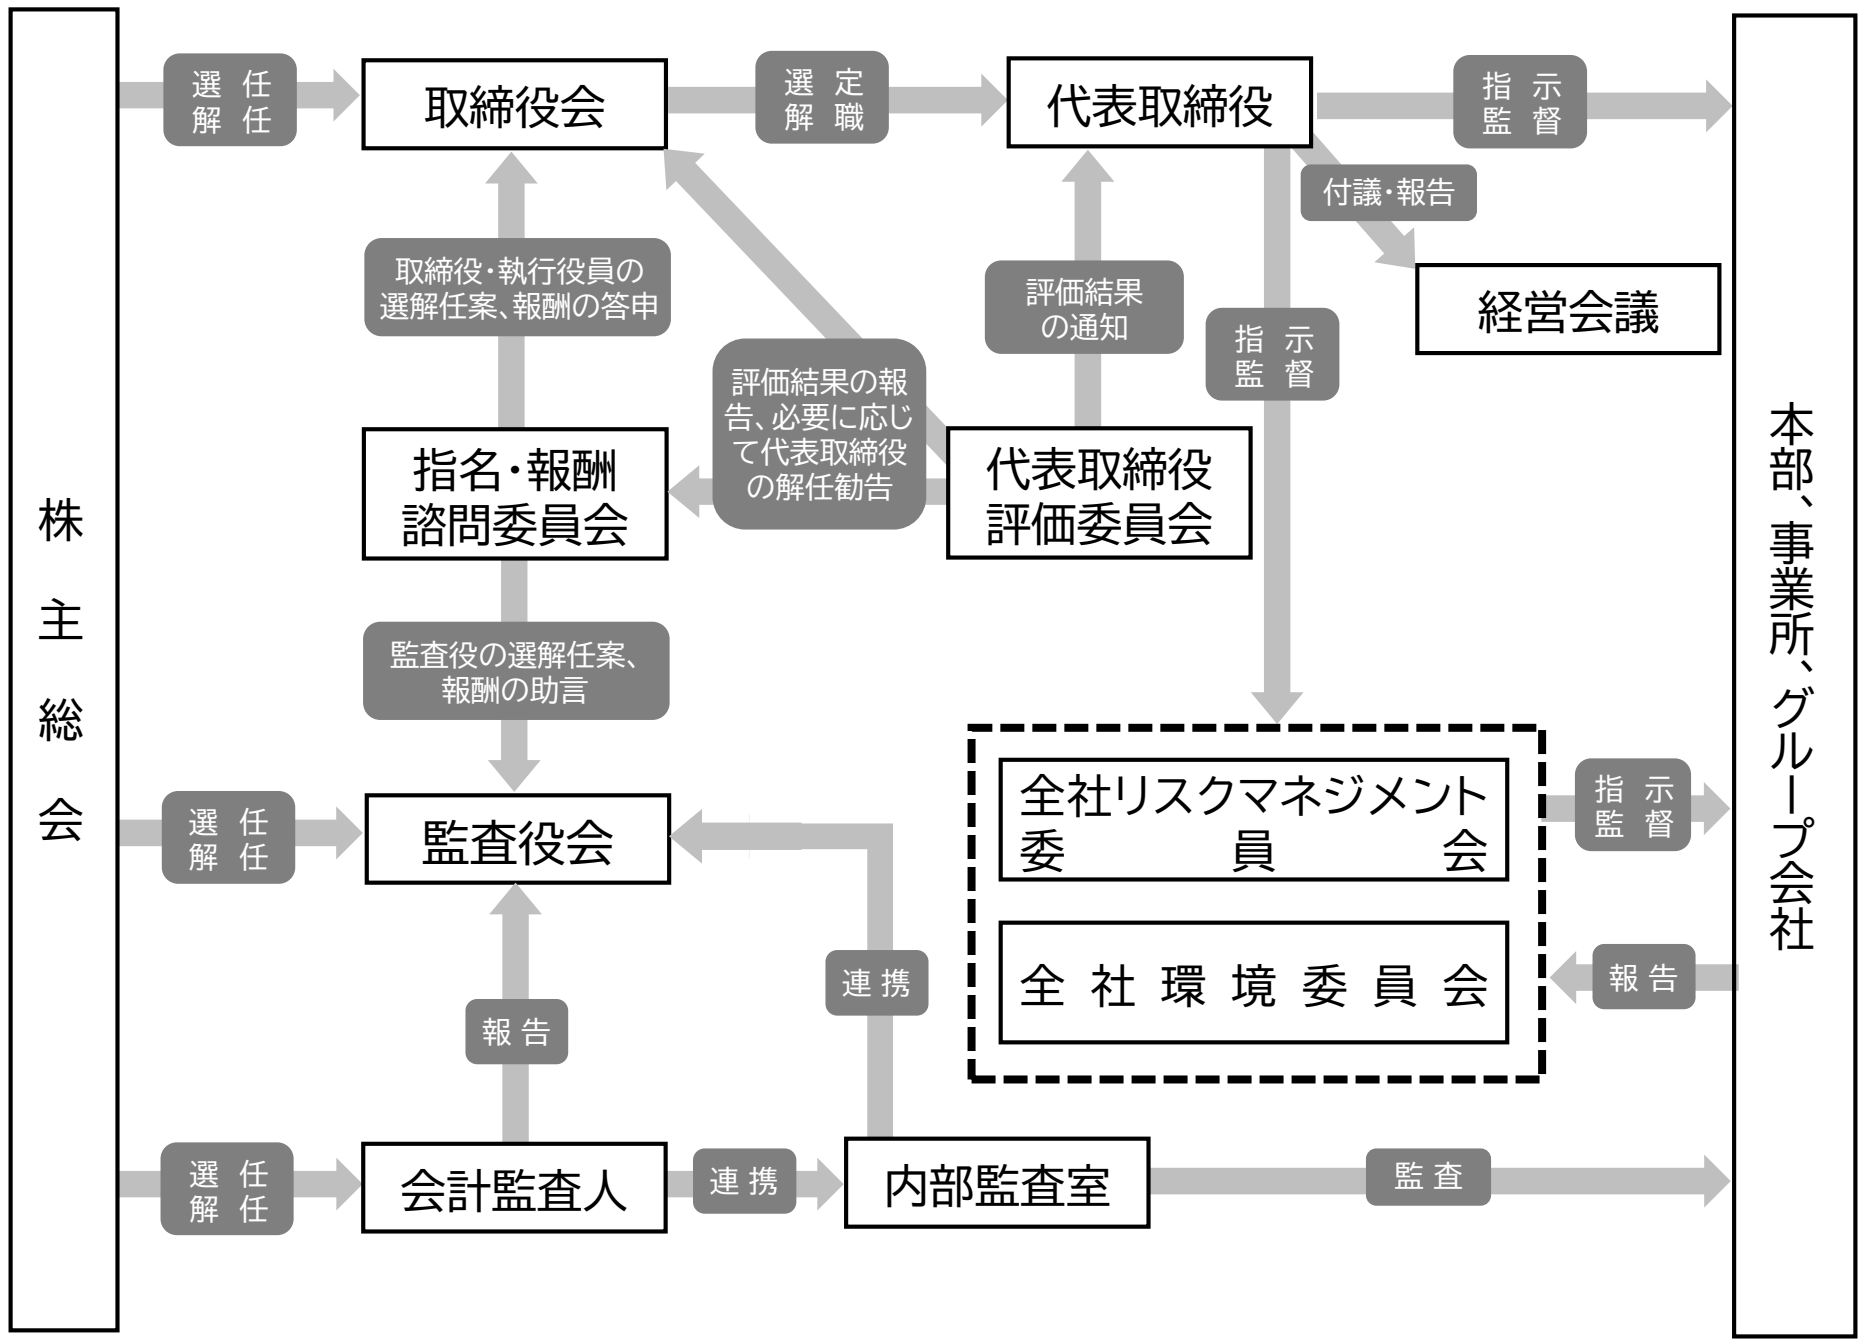 選 任
解 任
取締役会
選 定
解 職
代表取締役
指 示
監 督
付議・報告
経営会議
取締役・執行役員の
選解任案、報酬の答申
評価結果
の通知
指 示
監 督
評価結果の報
告、必要に応じ
て代表取締役
の解任勧告
指名・報酬
諮問委員会
代表取締役
評価委員会
株主総会
本部、事業所、グループ会社
監査役の選解任案、
報酬の助言
選 任
解 任
監査役会
全社リスクマネジメント
委員会
指 示
監 督
全社環境委員会
報 告
連 携
報 告
選 任
解 任
会計監査人
連 携
内部監査室
監 査